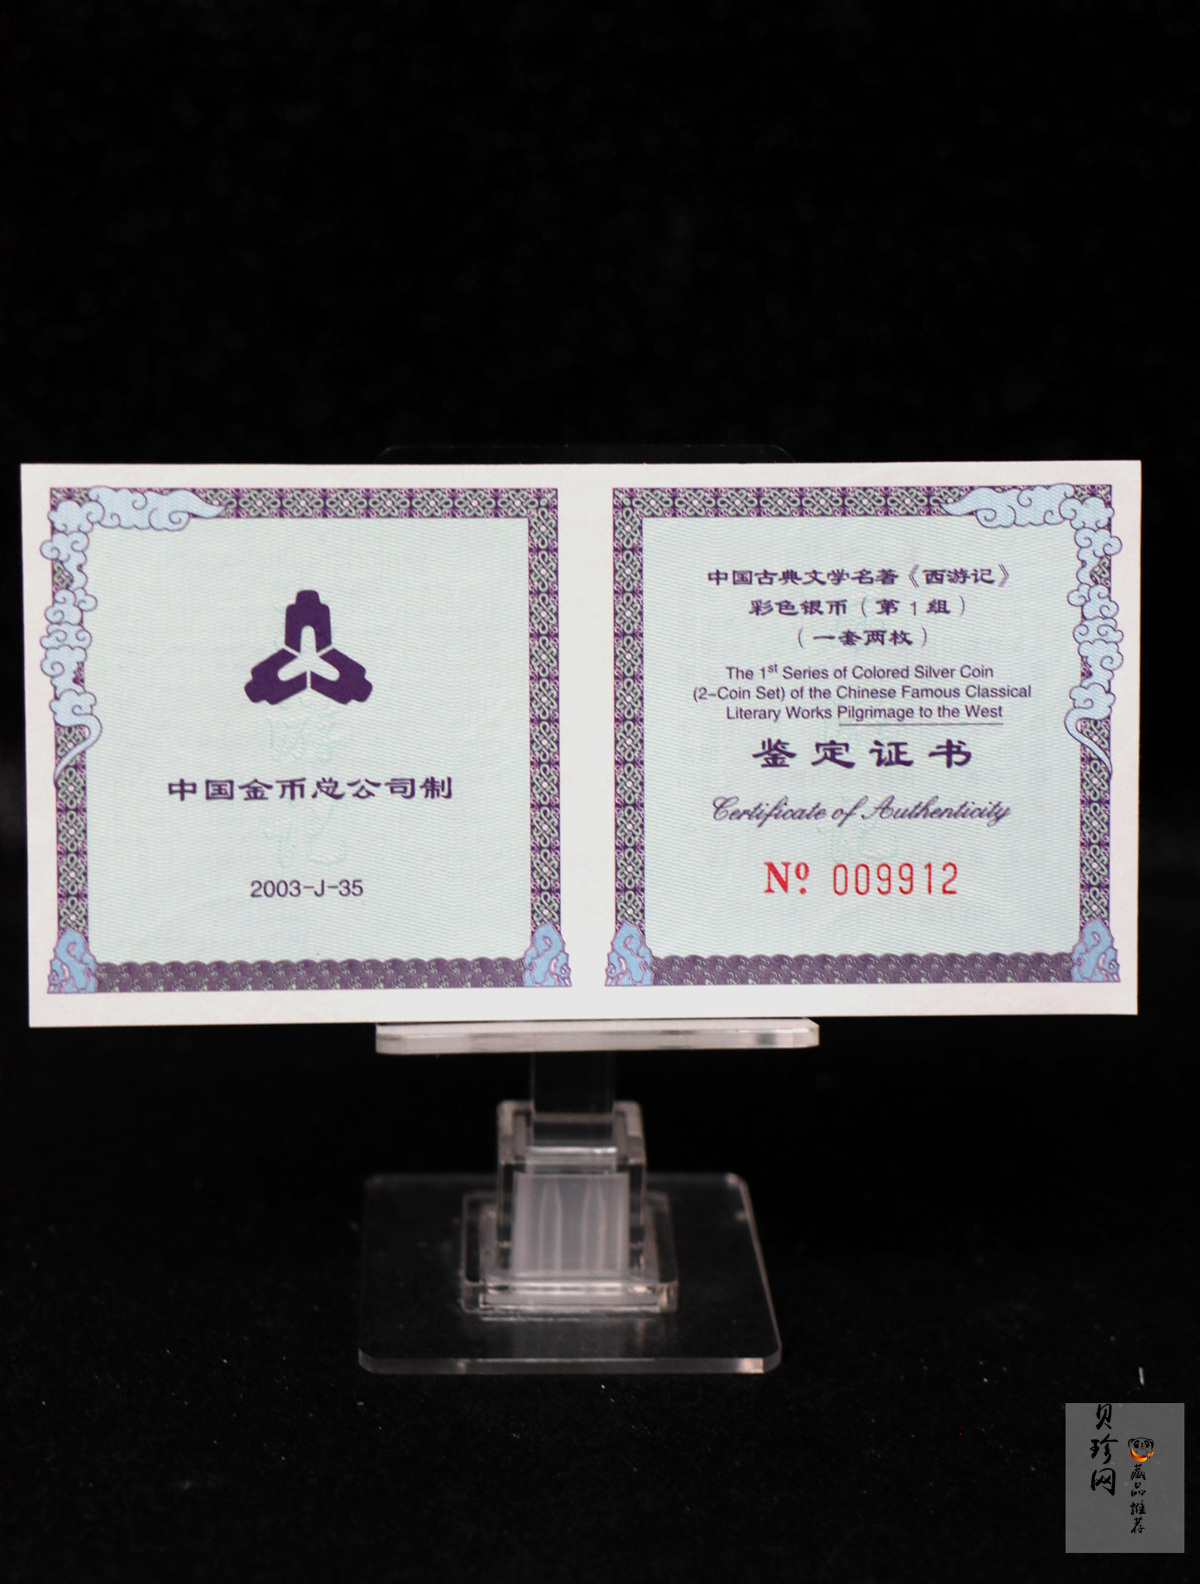 中国金币总公司制
2003-J-35
中国古典文学名著《西游记》
彩色银币（第1组）
（一套两枚）
The 1st Series of Colored Silver Coin
(2-Coin Set) of the Chinese Famous Classical
Literary Works Pilgrimage to the West
鉴定证书
Certificate of Authenticity
Nº 009912
贝珍网
藏品推荐